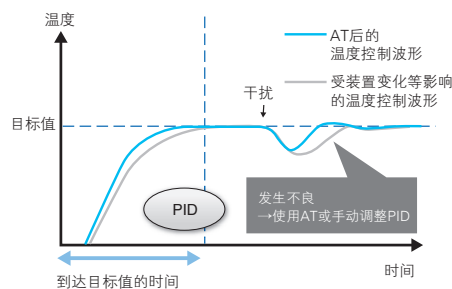 温度
AT后的
温度控制波形
受装置变化等影响
的温度控制波形
干扰
目标值
PID
发生不良
→使用AT或手动调整PID
时间
到达目标值的时间